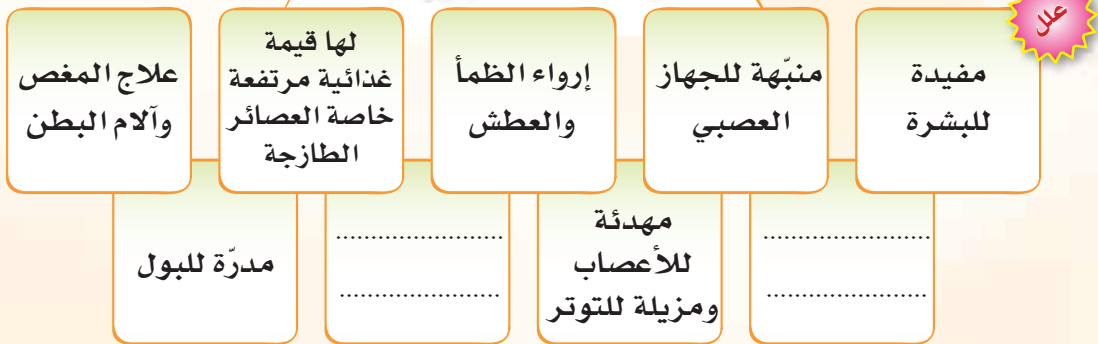 علل
مفيدة
للبشرة
منبّهة للجهاز
العصبي
إرواء الظمأ
والعطش
لها قيمة
غذائية مرتفعة
خاصة العصائر
الطازجة
علاج المغص
وآلام البطن
........................
........................
مهدئة
للأعصاب
ومزيلة للتوتر
........................
........................
مدرّة للبول